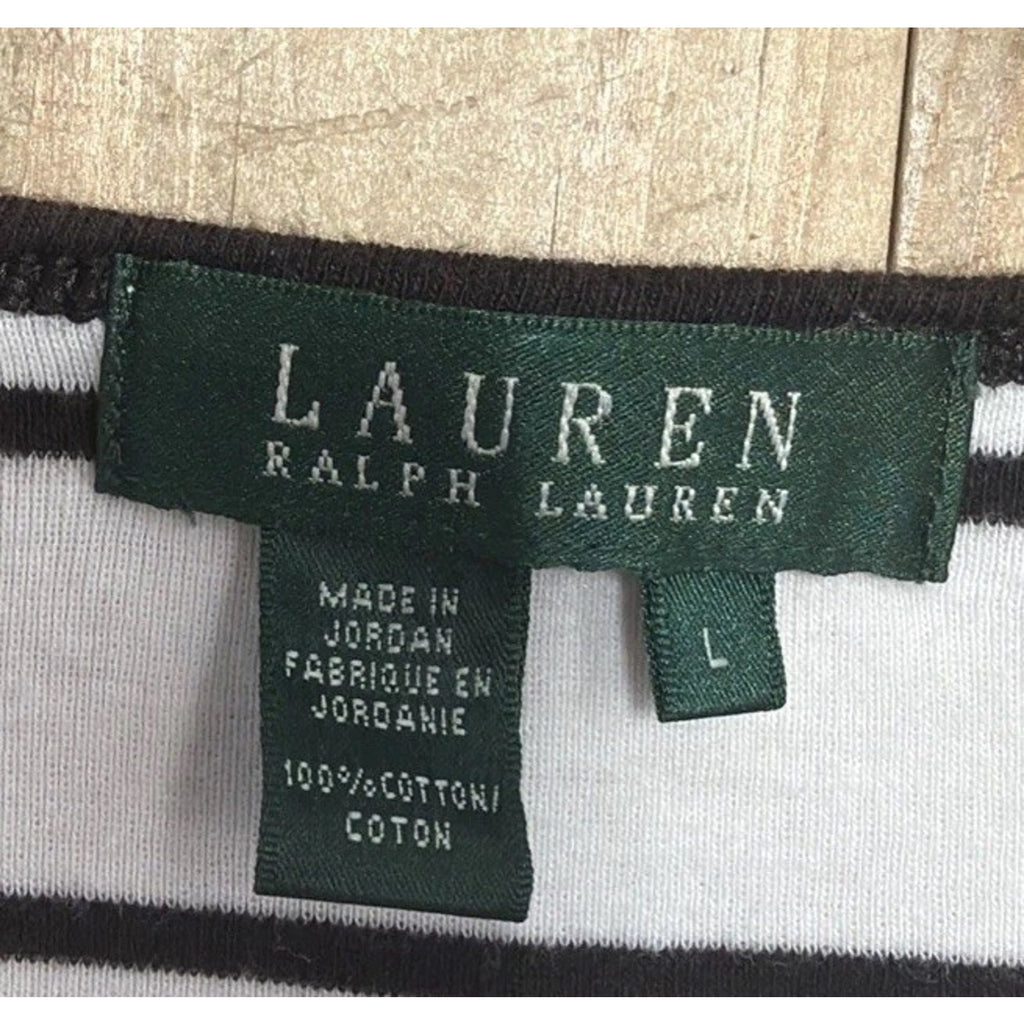 LAUREN
RALPH LAUREN
MADE IN
JORDAN
FABRIQUE EN
JORDANIE
100%COTTON/
COTON
L